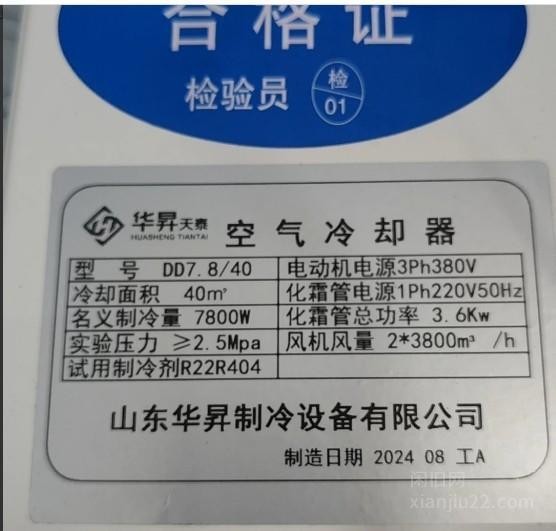 合格证
检验员 检
01
华昇天泰
HUASHENG TIANTAI
空气冷却器
型 号 DD7.8/40 电动机电源3Ph380V
冷却面积 40㎡ 化霜管电源1Ph220V50Hz
名义制冷量 7800W 化霜管总功率 3.6Kw
实验压力 ≥2.5Mpa 风机风量 2*3800m³ /h
试用制冷剂R22R404
山东华昇制冷设备有限公司
制造日期 2024 08 工A
闲旧网
xianjiu22.com